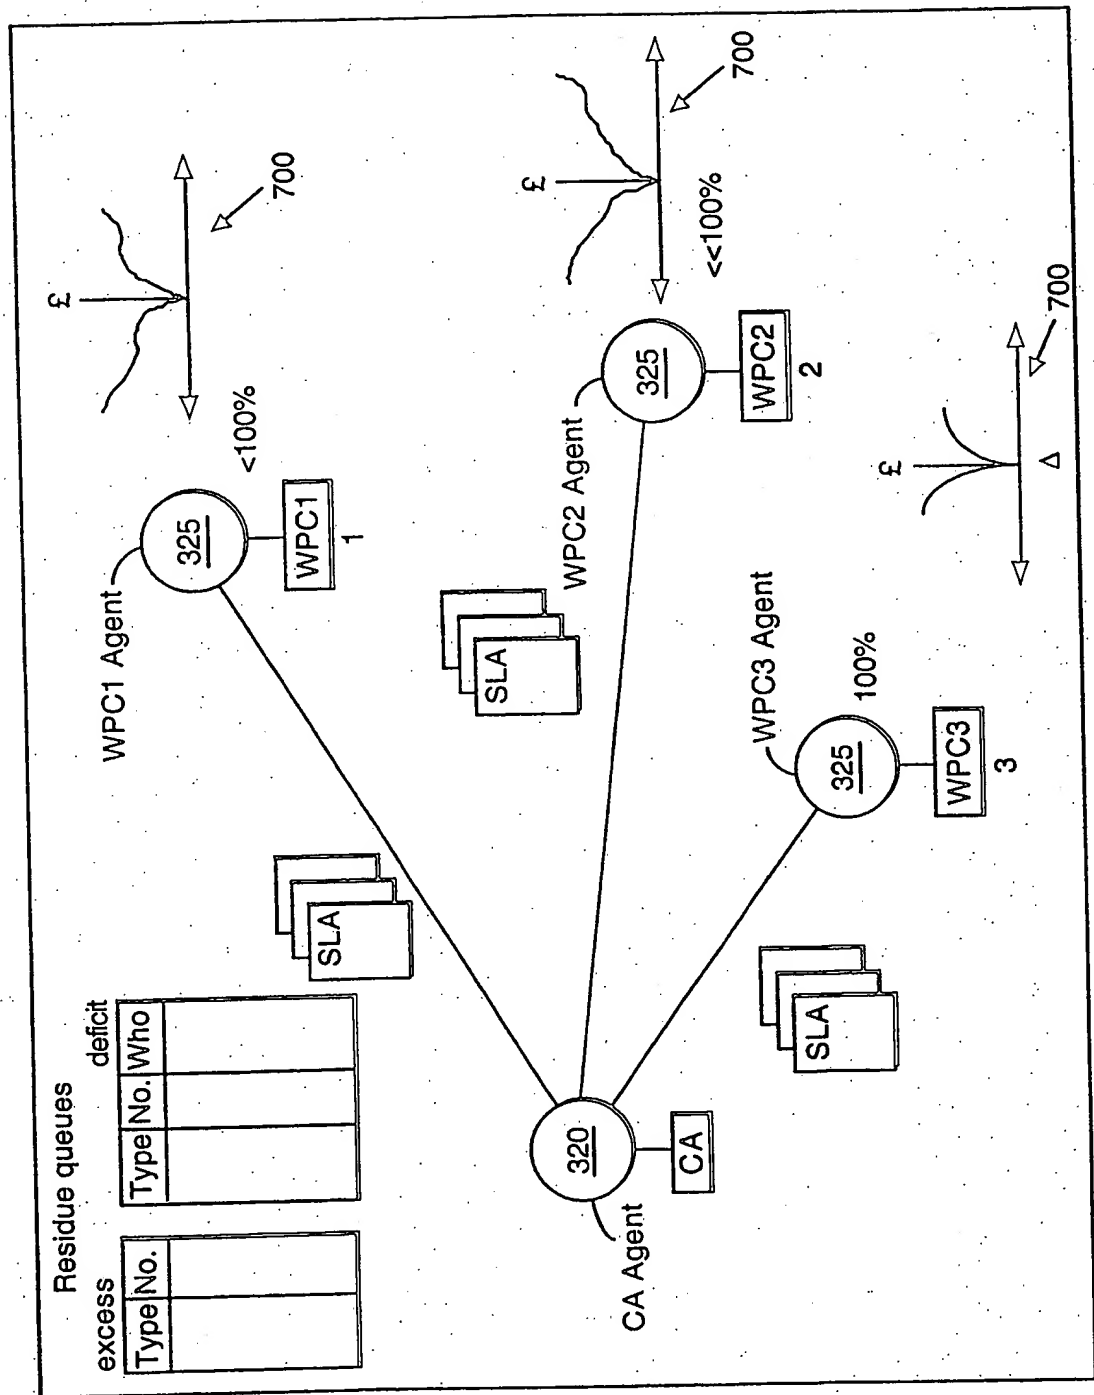 Residue queues
excess
deficit
Type No.
Type No. Who
SLA
SLA
SLA
CA Agent
320
CA
WPC1 Agent
325
<100%
WPC1
1
£
700
WPC2 Agent
325
<<100%
WPC2
2
£
700
WPC3 Agent
325
100%
WPC3
3
£
700